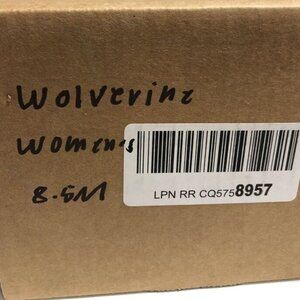 Wolverine
Women's
8.5M
LPN RR CQ5758957